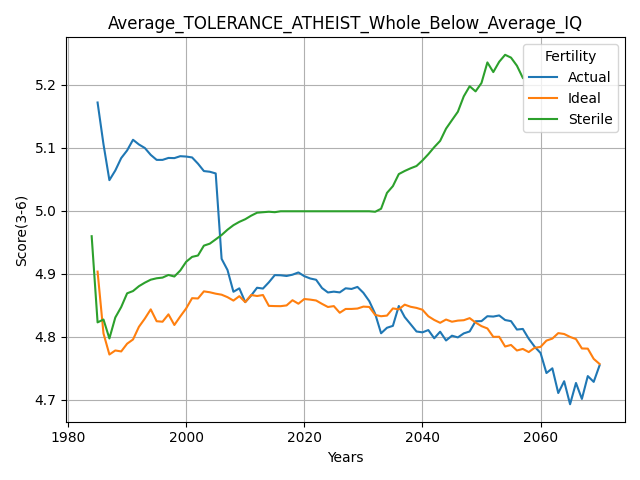 Average_TOLERANCE_ATHEIST_Whole_Below_Average_IQ
Fertility
Actual
Ideal
Sterile
Score(3-6)
5.2
5.1
5.0
4.9
4.8
4.7
1980
2000
2020
2040
2060
Years